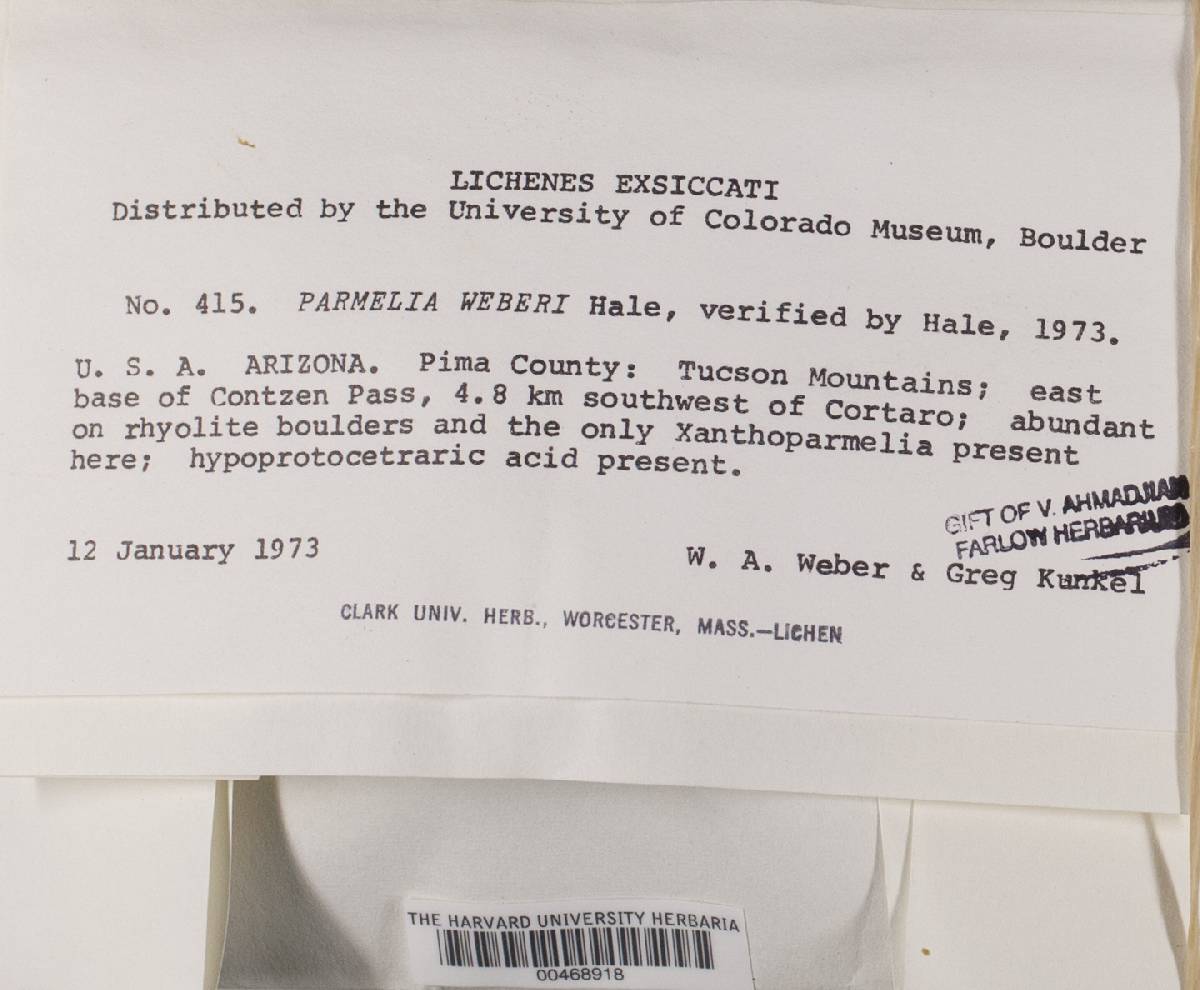 LICHENES EXSICCATI
Distributed by the University of Colorado Museum, Boulder
No. 415. PARMELIA WEBERI Hale, verified by Hale, 1973.
U. S. A. ARIZONA. Pima County: Tucson Mountains; east
base of Contzen Pass, 4.8 km southwest of Cortaro; abundant
on rhyolite boulders and the only Xanthoparmelia present
here; hypoprotocetraric acid present.
GIFT OF V. AHMADJIAN
FARLOW HERBARIUM
12 January 1973
W. A. Weber & Greg Kunkel
CLARK UNIV. HERB., WORCESTER, MASS.—LICHEN
THE HARVARD UNIVERSITY HERBARIA
00468918